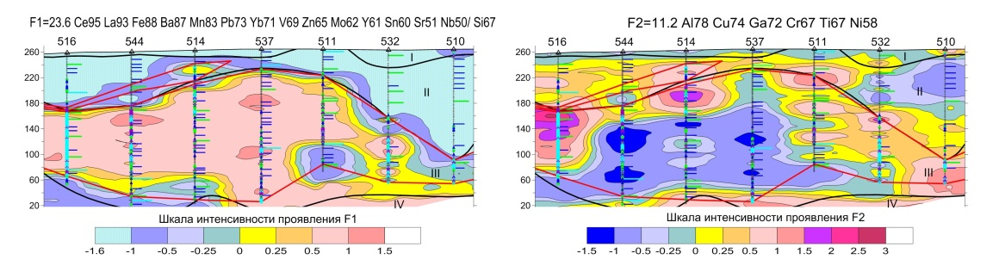 F1=23.6 Ce95 La93 Fe88 Ba87 Mn83 Pb73 Yb71 V69 Zn65 Mo62 Y61 Sn60 Sr51 Nb50/ Si67
516 544 514 537 511 532 510
260
220
180
140
100
60
20
I
II
III
IV
Шкала интенсивности проявления F1
-1.6 -1 -0.5 -0.25 0 0.25 0.5 1 1.5
F2=11.2 Al78 Cu74 Ga72 Cr67 Ti67 Ni58
516 544 514 537 511 532 510
260
220
180
140
100
60
20
I
II
III
IV
Шкала интенсивности проявления F2
-1.5 -1 -0.5 -0.25 0 0.25 0.5 1 1.5 2 2.5 3